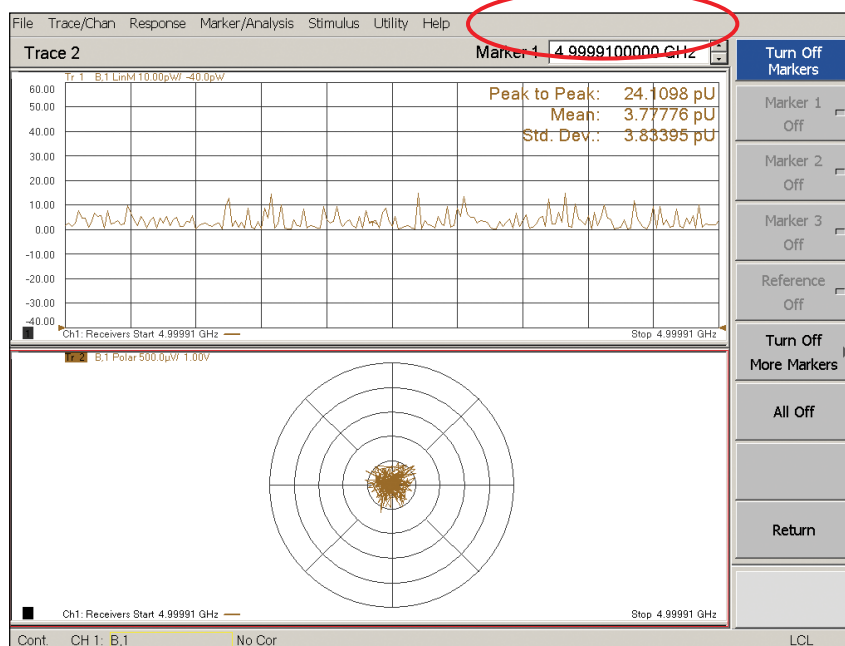 File Trace/Chan Response Marker/Analysis Stimulus Utility Help
Trace 2
Marker 1 4.9999100000 GHz
Tr 1 B,1 LinM 10.00pW/ -40.0pW
60.00
50.00
40.00
30.00
20.00
10.00
0.00
-10.00
-20.00
-30.00
-40.00
Peak to Peak: 24.1098 pU
Mean: 3.77776 pU
Std. Dev.: 3.83395 pU
1
Ch1: Receivers Start 4.99991 GHz
Stop 4.99991 GHz
Tr 2 B,1 Polar 500.0µV/ 1.00V
Ch1: Receivers Start 4.99991 GHz
Stop 4.99991 GHz
Cont. CH 1: B,1 No Cor LCL
Turn Off
Markers
Marker 1
Off
Marker 2
Off
Marker 3
Off
Reference
Off
Turn Off
More Markers
All Off
Return